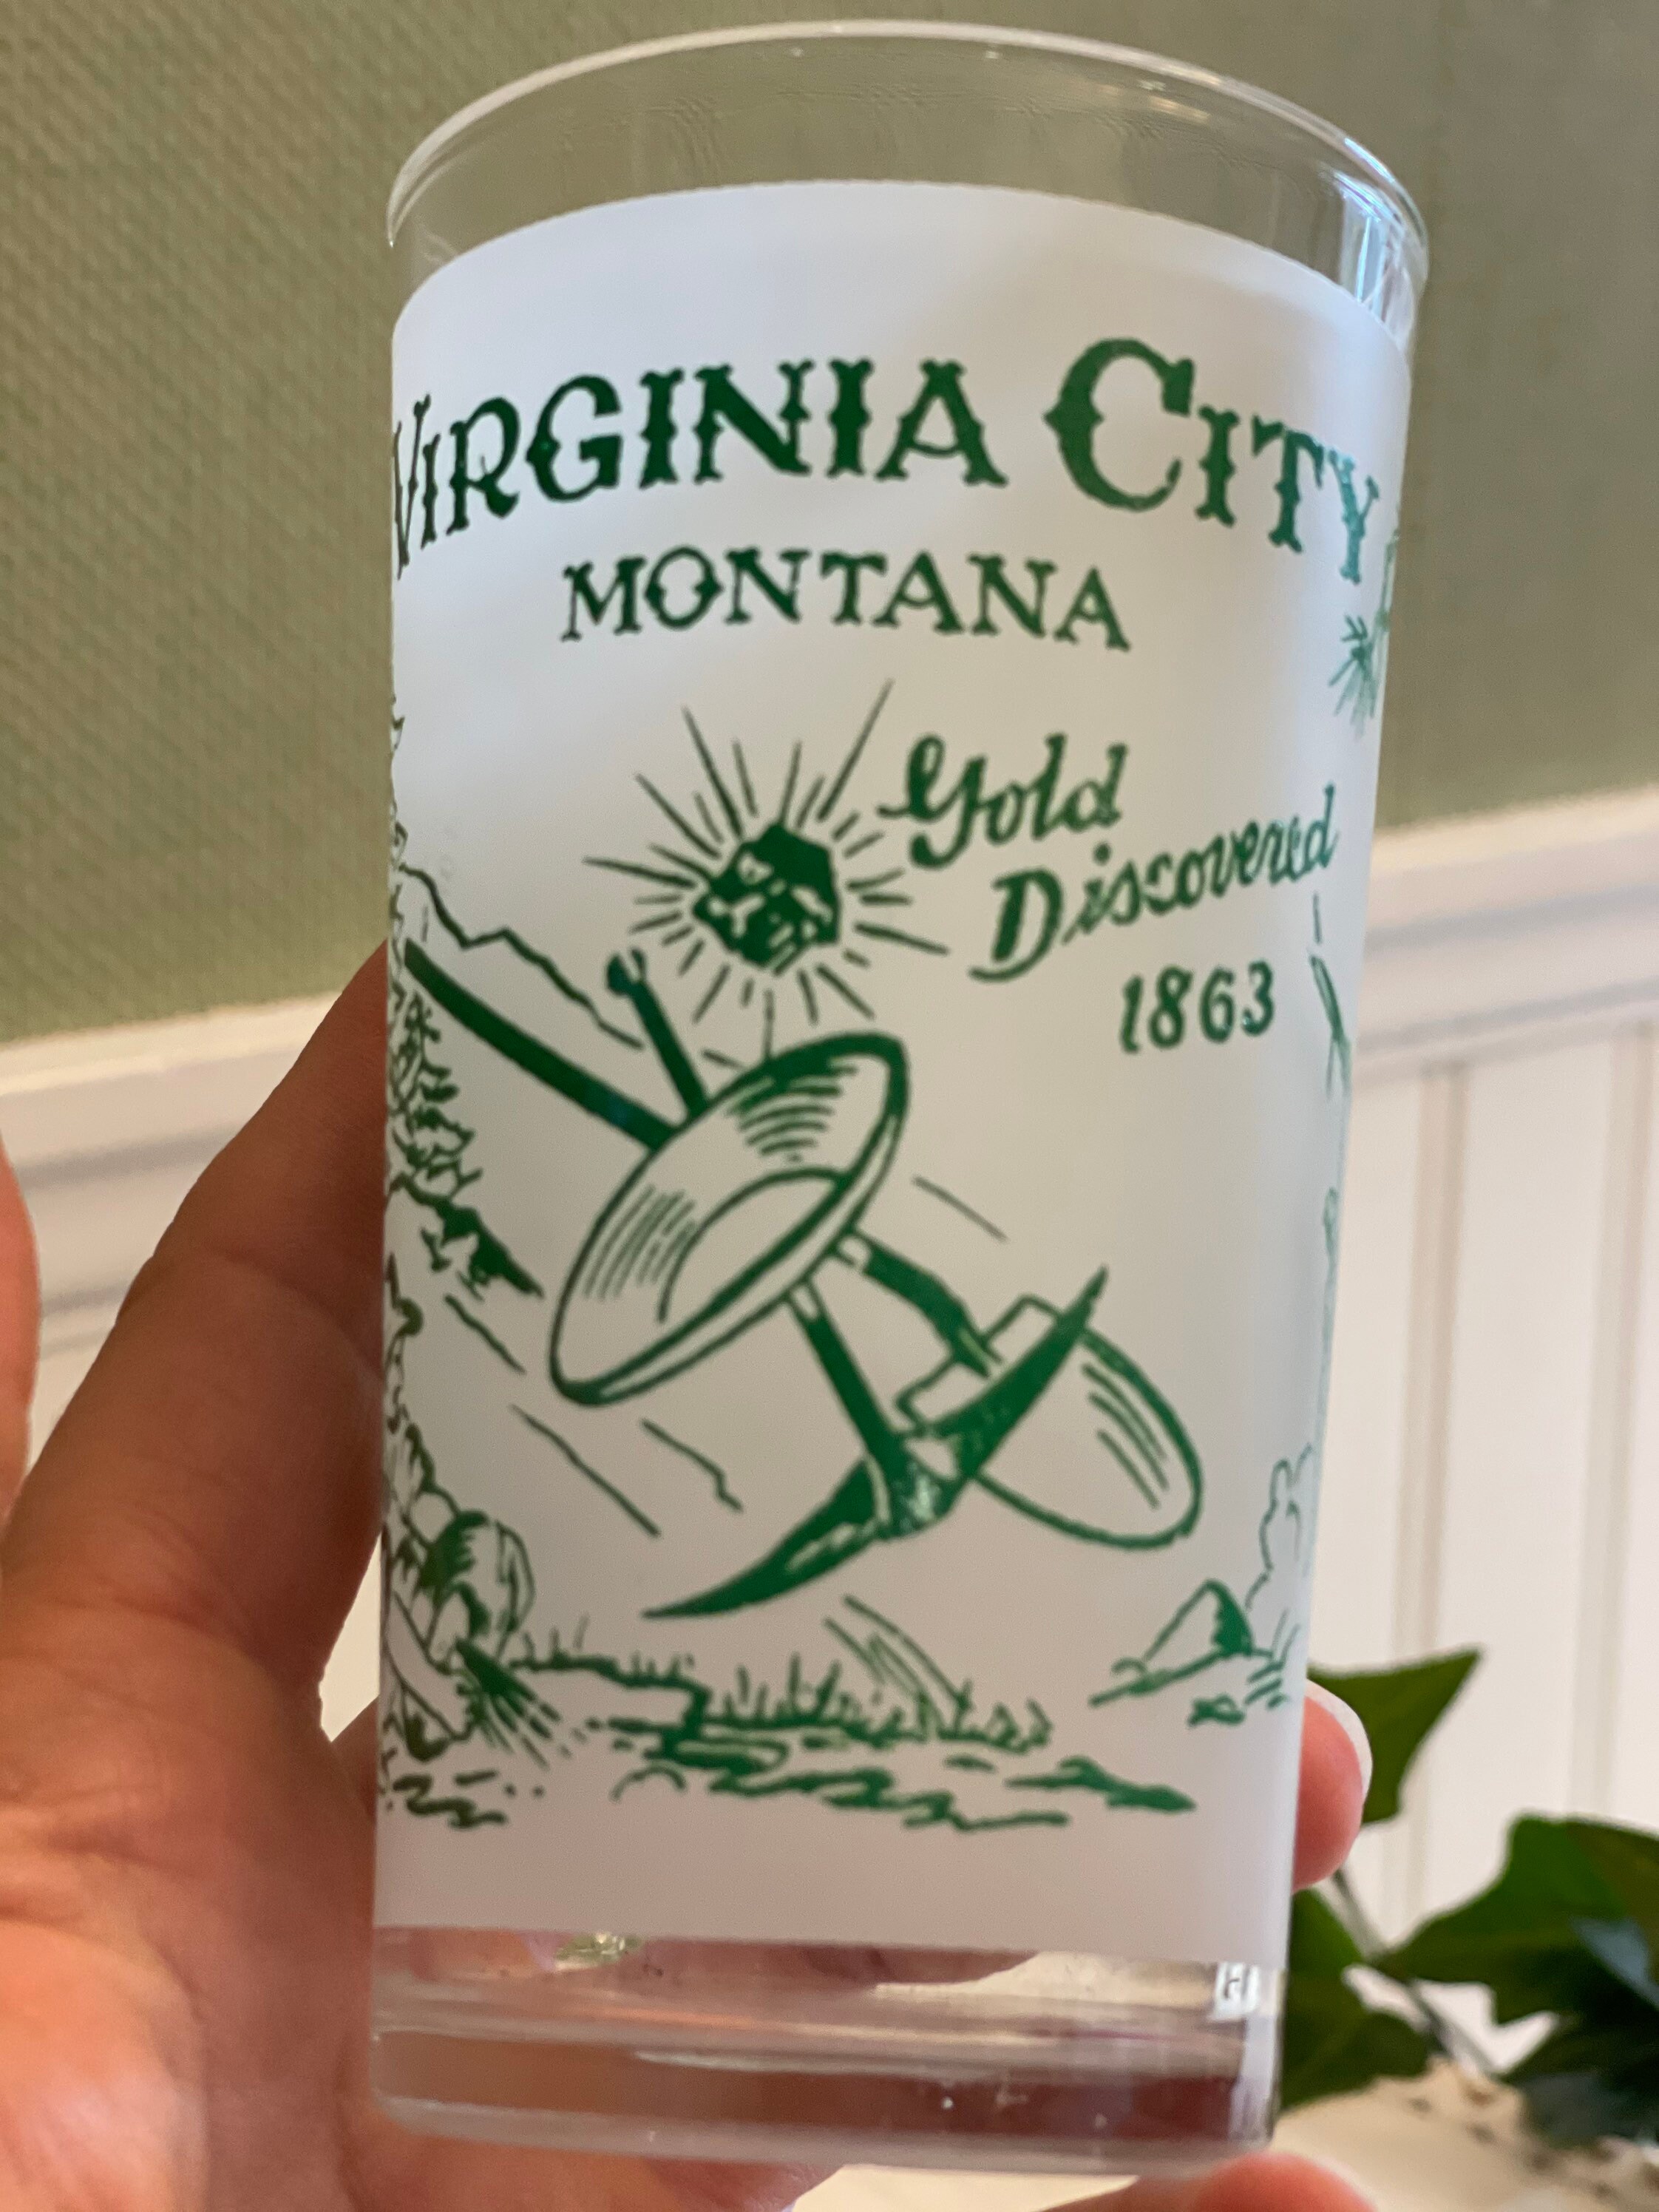 VIRGINIA CITY
MONTANA
Gold
Discovered
1863